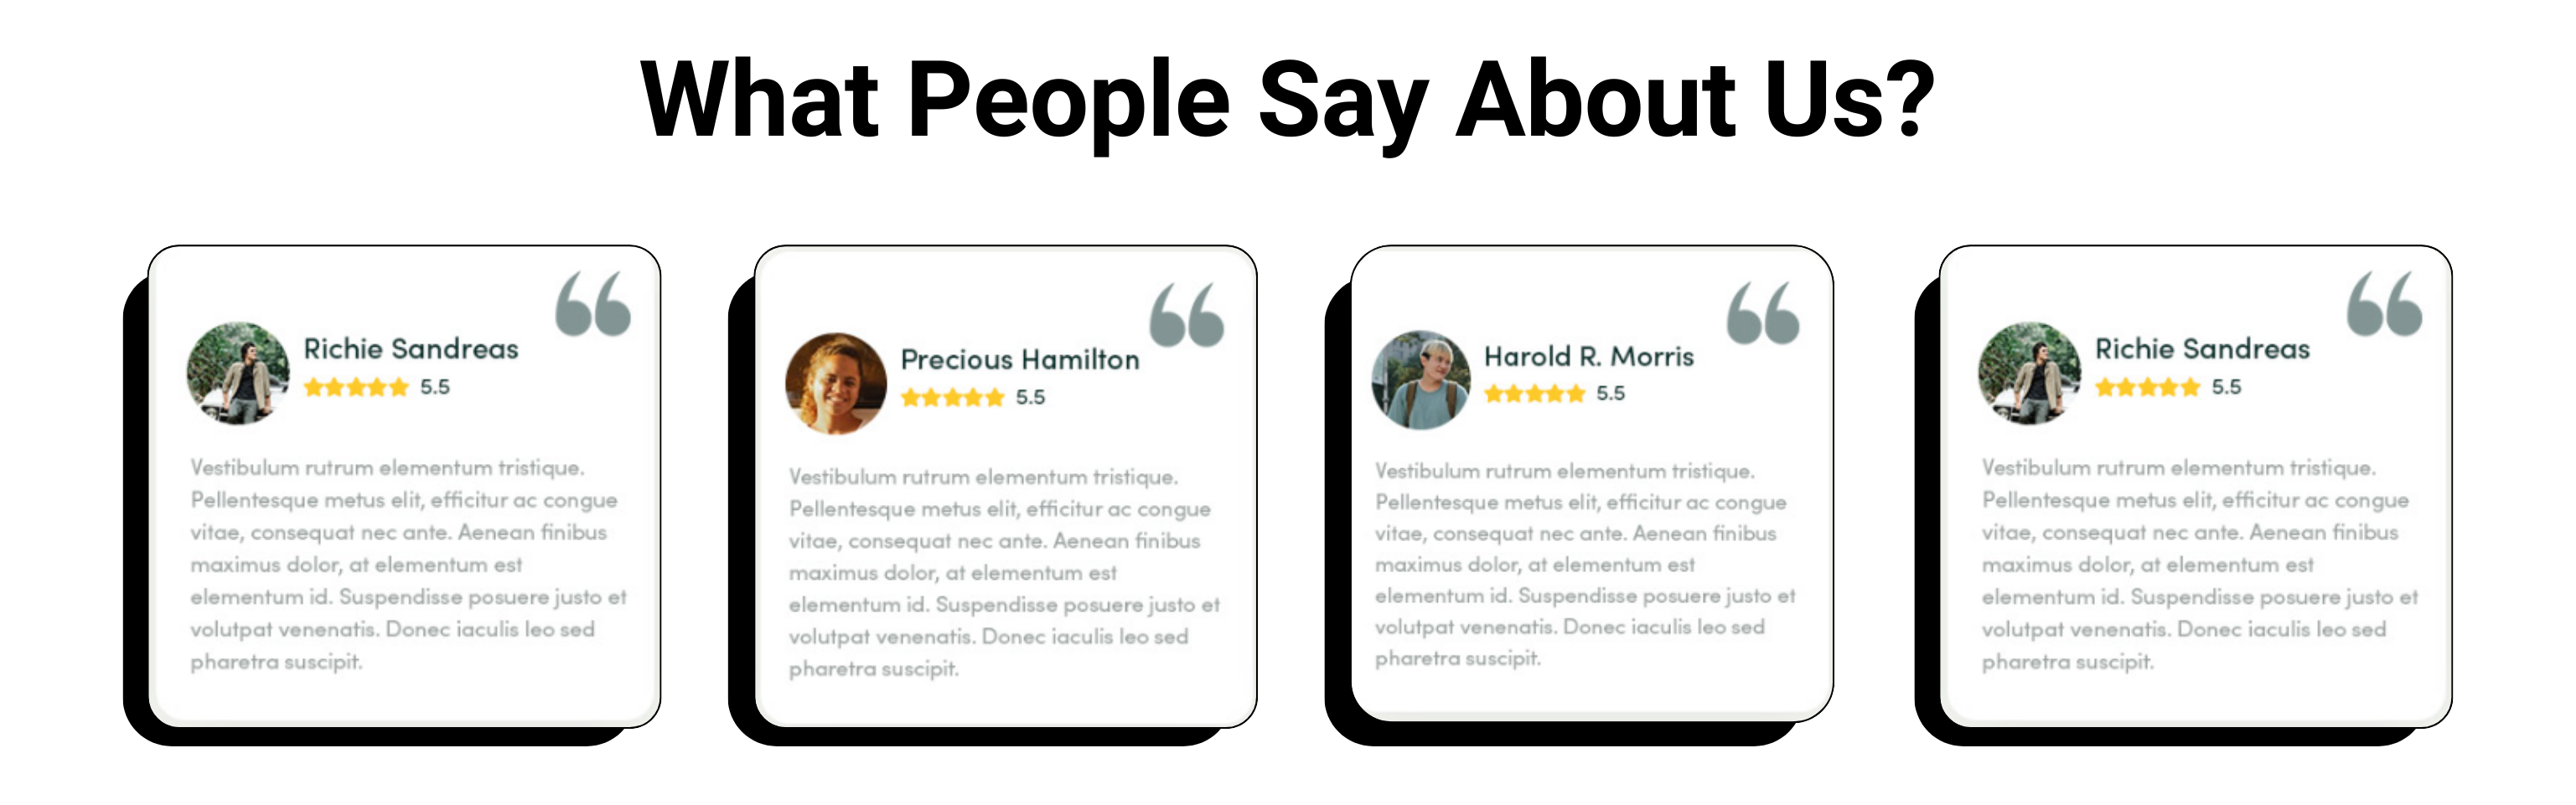 What People Say About Us?
Richie Sandreas
5.5
Vestibulum rutrum elementum tristique.
Pellentesque metus elit, efficitur ac congue
vitae, consequat nec ante. Aenean finibus
maximus dolor, at elementum est
elementum id. Suspendisse posuere justo et
volutpat venenatis. Donec iaculis leo sed
pharetra suscipit.
Precious Hamilton
5.5
Vestibulum rutrum elementum tristique.
Pellentesque metus elit, efficitur ac congue
vitae, consequat nec ante. Aenean finibus
maximus dolor, at elementum est
elementum id. Suspendisse posuere justo et
volutpat venenatis. Donec iaculis leo sed
pharetra suscipit.
Harold R. Morris
5.5
Vestibulum rutrum elementum tristique.
Pellentesque metus elit, efficitur ac congue
vitae, consequat nec ante. Aenean finibus
maximus dolor, at elementum est
elementum id. Suspendisse posuere justo et
volutpat venenatis. Donec iaculis leo sed
pharetra suscipit.
Richie Sandreas
5.5
Vestibulum rutrum elementum tristique.
Pellentesque metus elit, efficitur ac congue
vitae, consequat nec ante. Aenean finibus
maximus dolor, at elementum est
elementum id. Suspendisse posuere justo et
volutpat venenatis. Donec iaculis leo sed
pharetra suscipit.